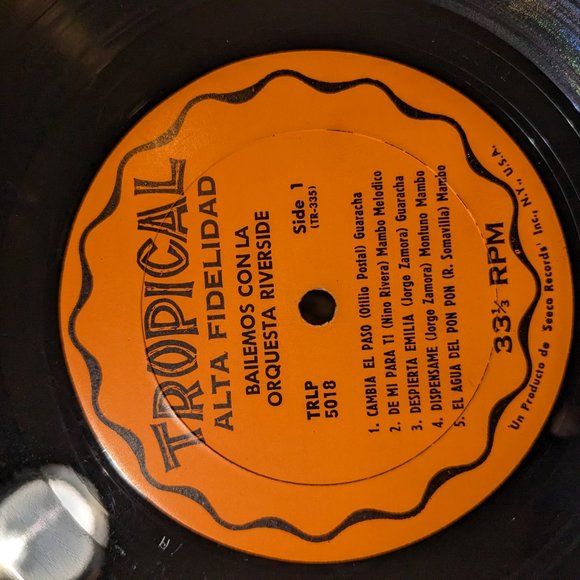 TROPICAL
ALTA FIDELIDAD
BAILEMOS CON LA
ORQUESTA RIVERSIDE
TRLP
5018
Side 1
(TR-335)
1. CAMBIA EL PASO (Otilio Postal) Guaracha
2. DE MI PARA TI (Nino Rivera) Mambo Melodico
3. DESPIERTA EMILIA (Jorge Zamora) Guaracha
4. DISPENSAME (Jorge Zamora) Montuno Mambo
5. EL AGUA DEL PON PON (R. Somavilla) Mambo
33⅓ RPM
Un Producto de Seeco Records' Inc., N.Y., U.S.A.